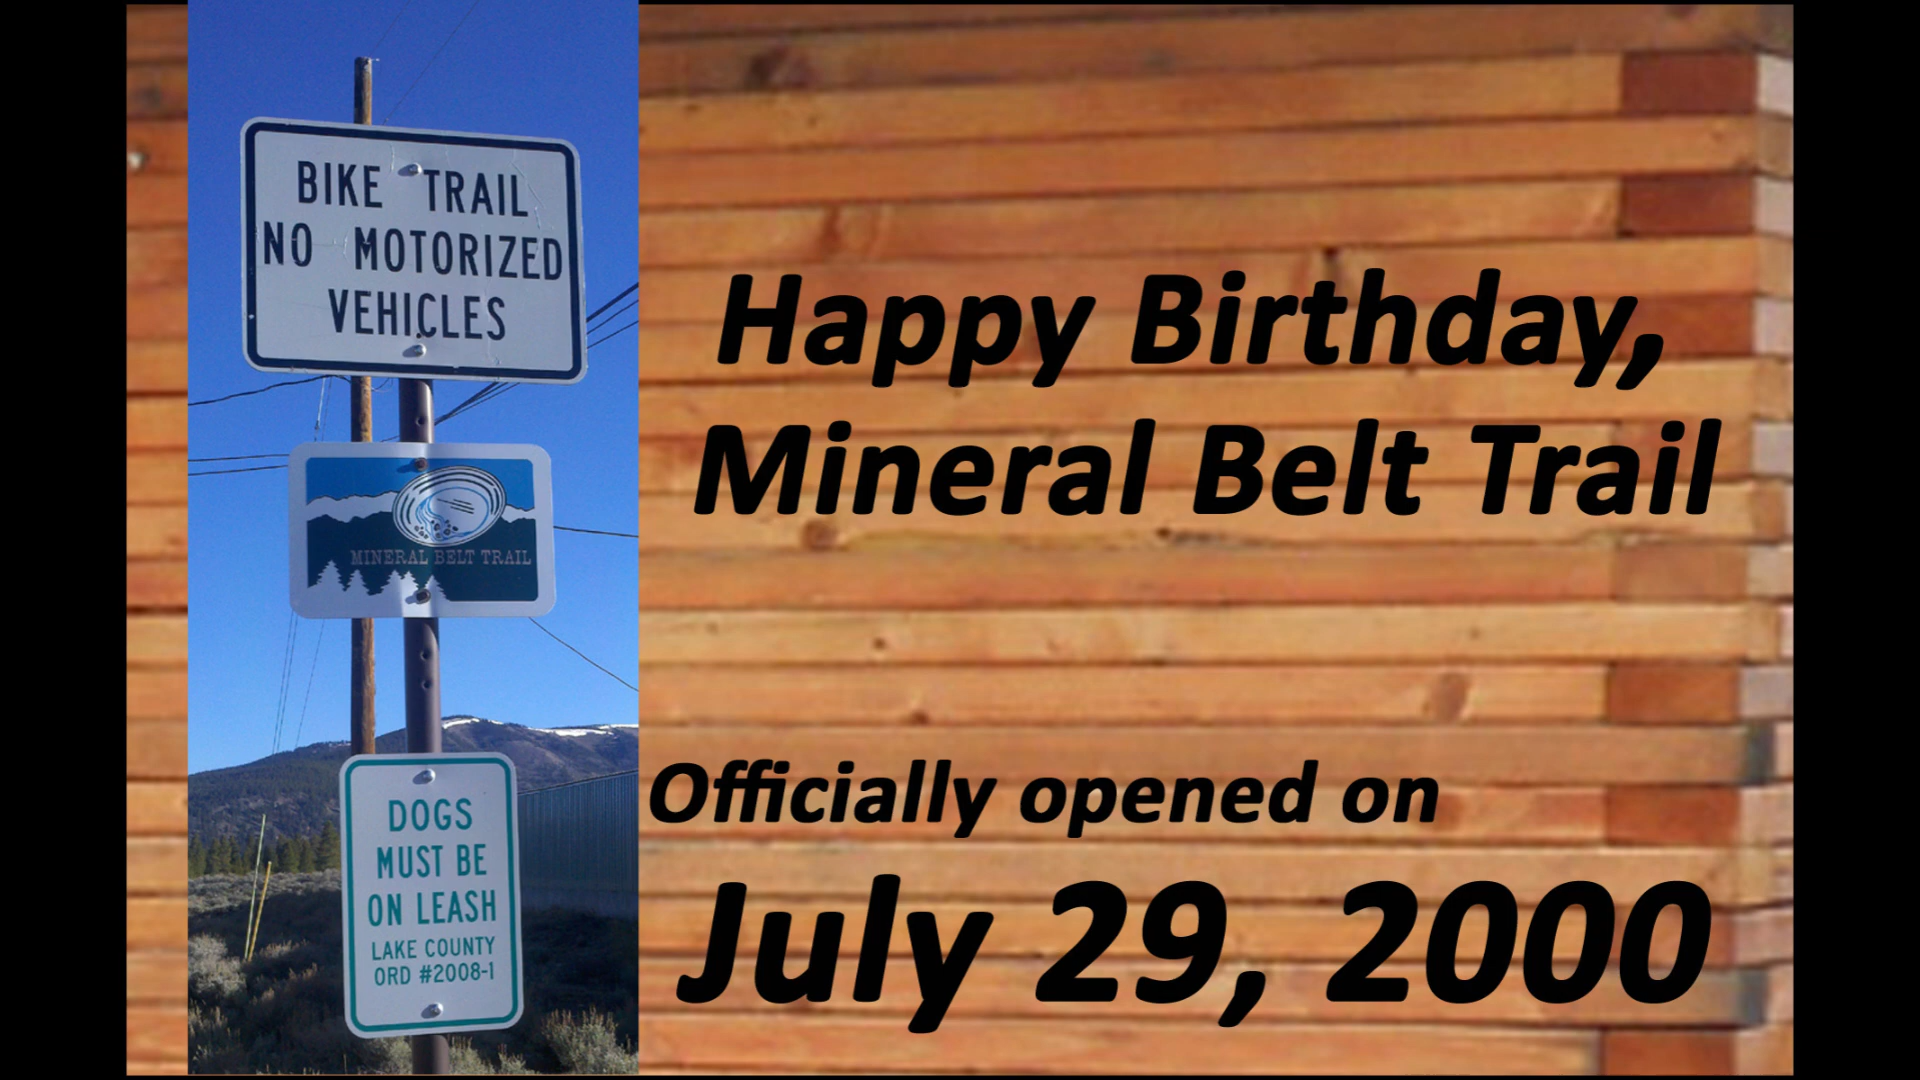 BIKE TRAIL
NO MOTORIZED
VEHICLES
MINERAL BELT TRAIL
DOGS
MUST BE
ON LEASH
LAKE COUNTY
ORD #2008-1
Happy Birthday,
Mineral Belt Trail
Officially opened on
July 29, 2000